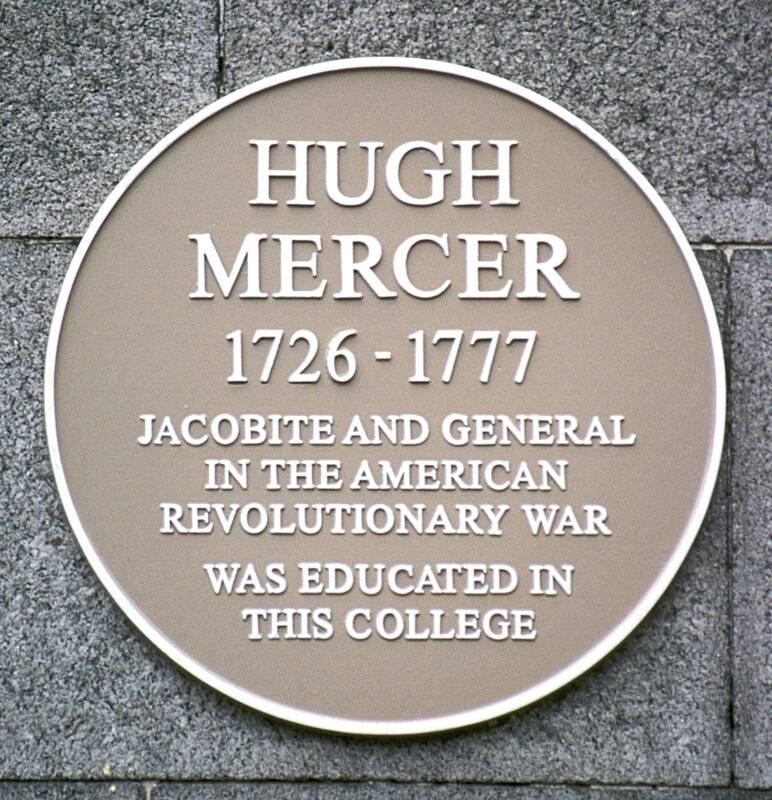 HUGH
MERCER
1726 - 1777
JACOBITE AND GENERAL
IN THE AMERICAN
REVOLUTIONARY WAR
WAS EDUCATED IN
THIS COLLEGE